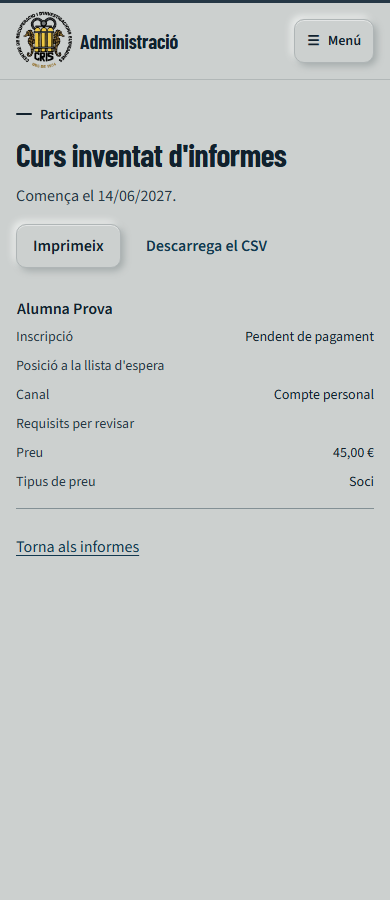 CRIS
Administració
☰ Menú
— Participants
Curs inventat d'informes
Comença el 14/06/2027.
Imprimeix
Descarrega el CSV
Alumna Prova
Inscripció
Pendent de pagament
Posició a la llista d'espera
Canal
Compte personal
Requisits per revisar
Preu
45,00 €
Tipus de preu
Soci
Torna als informes